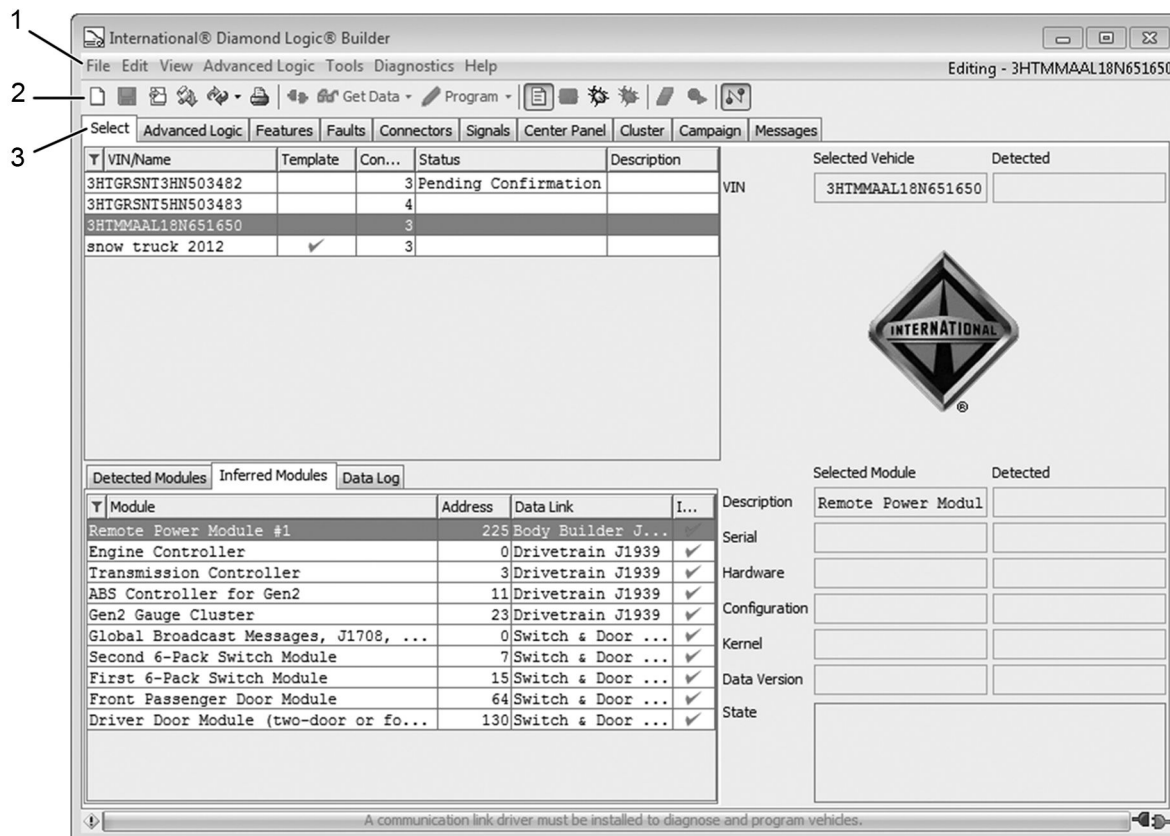 1
International® Diamond Logic® Builder
File Edit View Advanced Logic Tools Diagnostics Help
Editing - 3HTMMAAL18N651650
2
Get Data Program
3
Select Advanced Logic Features Faults Connectors Signals Center Panel Cluster Campaign Messages
VIN/Name Template Con... Status Description
3HTGRSNT3HN503482 3 Pending Confirmation
3HTGRSNT5HN503483 4
3HTMMAAL18N651650 3
snow truck 2012 3
Selected Vehicle Detected
VIN 3HTMMAAL18N651650
INTERNATIONAL
®
Detected Modules Inferred Modules Data Log
Module Address Data Link I...
Remote Power Module #1 225 Body Builder J...
Engine Controller 0 Drivetrain J1939
Transmission Controller 3 Drivetrain J1939
ABS Controller for Gen2 11 Drivetrain J1939
Gen2 Gauge Cluster 23 Drivetrain J1939
Global Broadcast Messages, J1708, ... 0 Switch & Door ...
Second 6-Pack Switch Module 7 Switch & Door ...
First 6-Pack Switch Module 15 Switch & Door ...
Front Passenger Door Module 64 Switch & Door ...
Driver Door Module (two-door or fo... 130 Switch & Door ...
Selected Module Detected
Description Remote Power Modul
Serial
Hardware
Configuration
Kernel
Data Version
State
A communication link driver must be installed to diagnose and program vehicles.